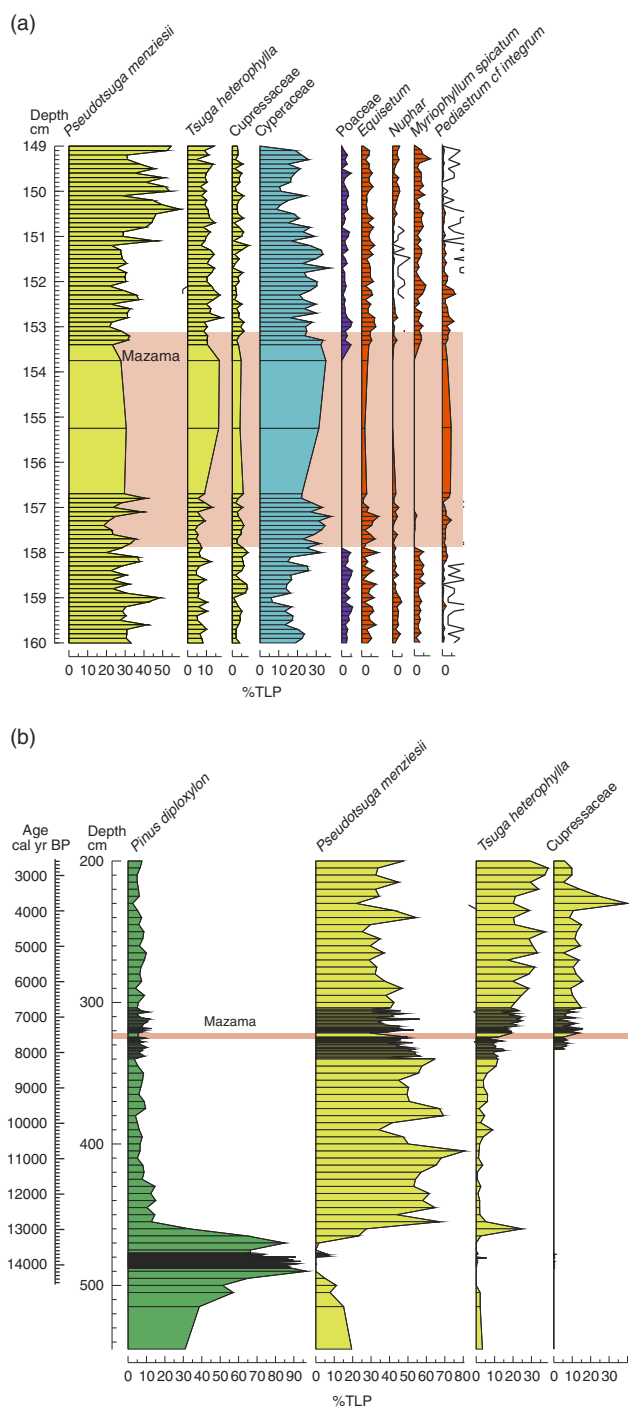 (a)
Depth
cm
Pseudotsuga menziesii
Tsuga heterophylla
Cupressaceae
Cyperaceae
Poaceae
Equisetum
Nuphar
Myriophyllum spicatum
Pediastrum cf integrum
149
150
151
152
153
Mazama
154
155
156
157
158
159
160
0 10 20 30 40 50 0 10 0 0 10 20 30 0 0 0 0 0
%TLP
(b)
Age
cal yr BP
Depth
cm
Pinus diploxylon
Pseudotsuga menziesii
Tsuga heterophylla
Cupressaceae
200
3000
4000
5000
6000
300
7000
Mazama
8000
9000
10000
400
11000
12000
13000
14000
500
0 10 20 30 40 50 60 70 80 90 0 10 20 30 40 50 60 70 80 0 10 20 30 0 10 20 30
%TLP